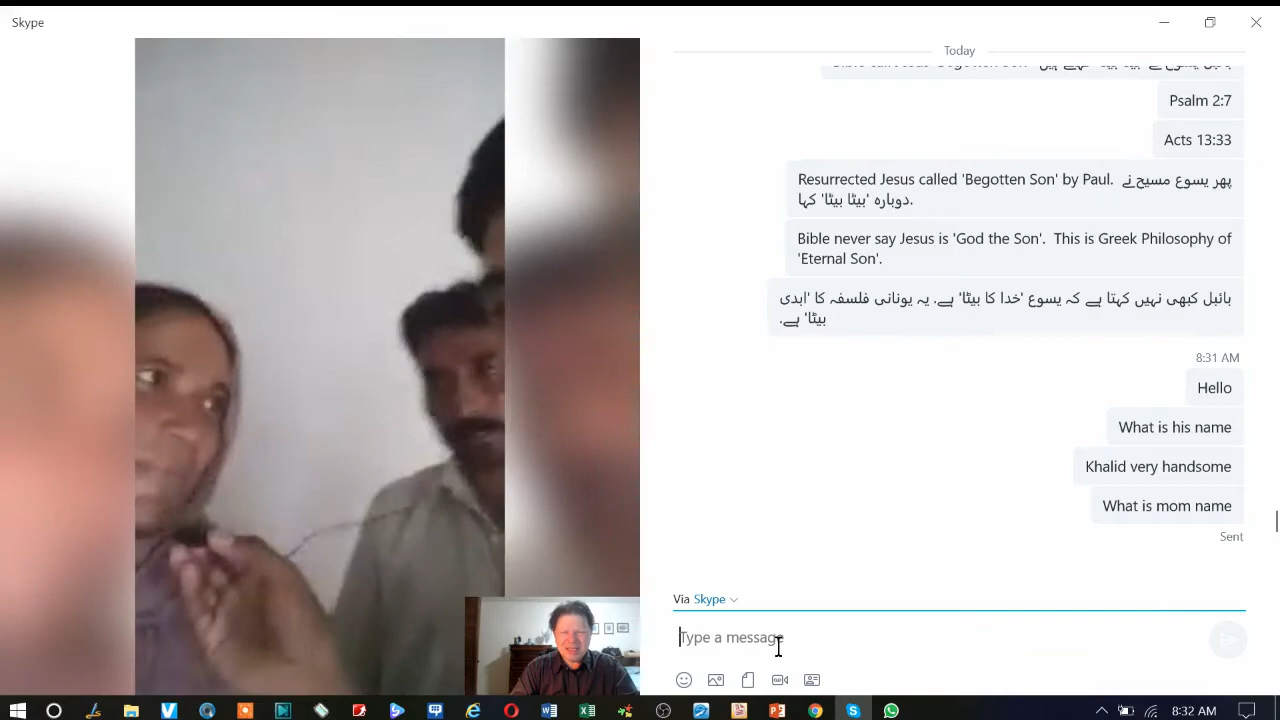 Skype
Today
Psalm 2:7
Acts 13:33
Resurrected Jesus called 'Begotten Son' by Paul. پھر یسوع مسیح نے
دوبارہ 'بیٹا بیٹا' کہا.
Bible never say Jesus is 'God the Son'. This is Greek Philosophy of
'Eternal Son'.
بائبل کبھی نہیں کہتا ہے کہ یسوع 'خدا کا بیٹا' ہے. یہ یونانی فلسفہ کا 'ابدی
بیٹا' ہے.
8:31 AM
Hello
What is his name
Khalid very handsome
What is mom name
Sent
Via Skype
Type a message
8:32 AM